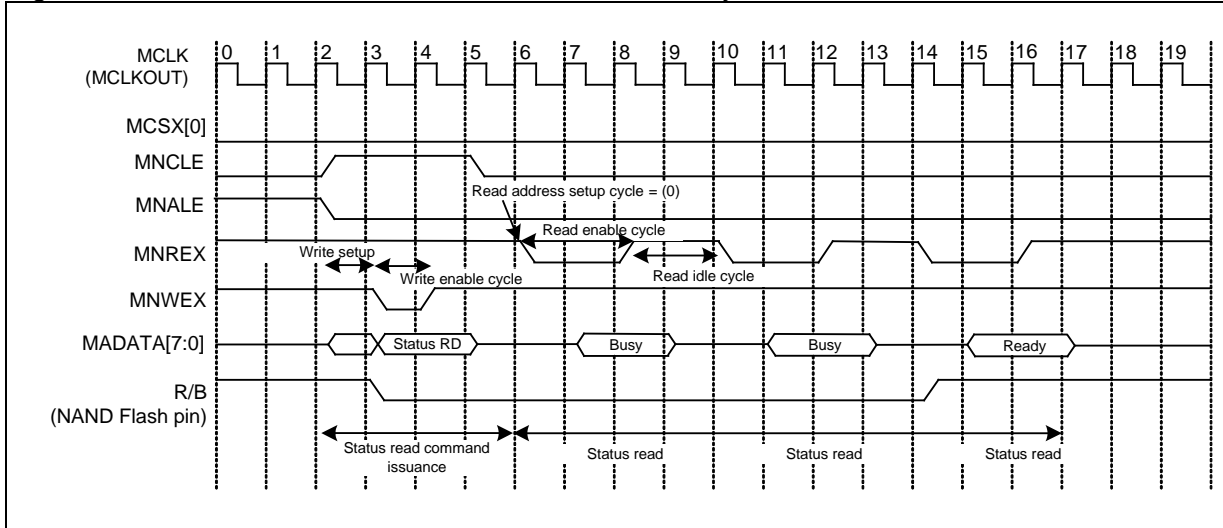 0 1 2 3 4 5 6 7 8 9 10 11 12 13 14 15 16 17 18 19
MCLK
(MCLKOUT)
MCSX[0]
MNCLE
Read address setup cycle = (0)
MNALE
Read enable cycle
MNREX
Write setup
Read idle cycle
Write enable cycle
MNWEX
MADATA[7:0]
Status RD
Busy
Busy
Ready
R/B
(NAND Flash pin)
Status read command
issuance
Status read
Status read
Status read